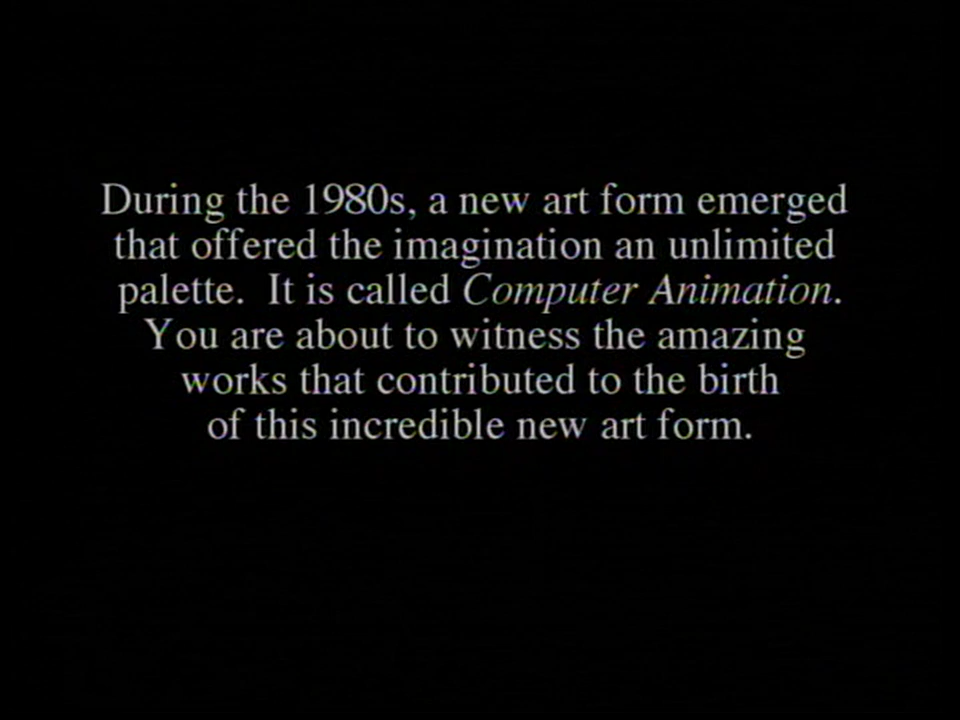 During the 1980s, a new art form emerged
that offered the imagination an unlimited
palette.  It is called Computer Animation.
You are about to witness the amazing
works that contributed to the birth
of this incredible new art form.